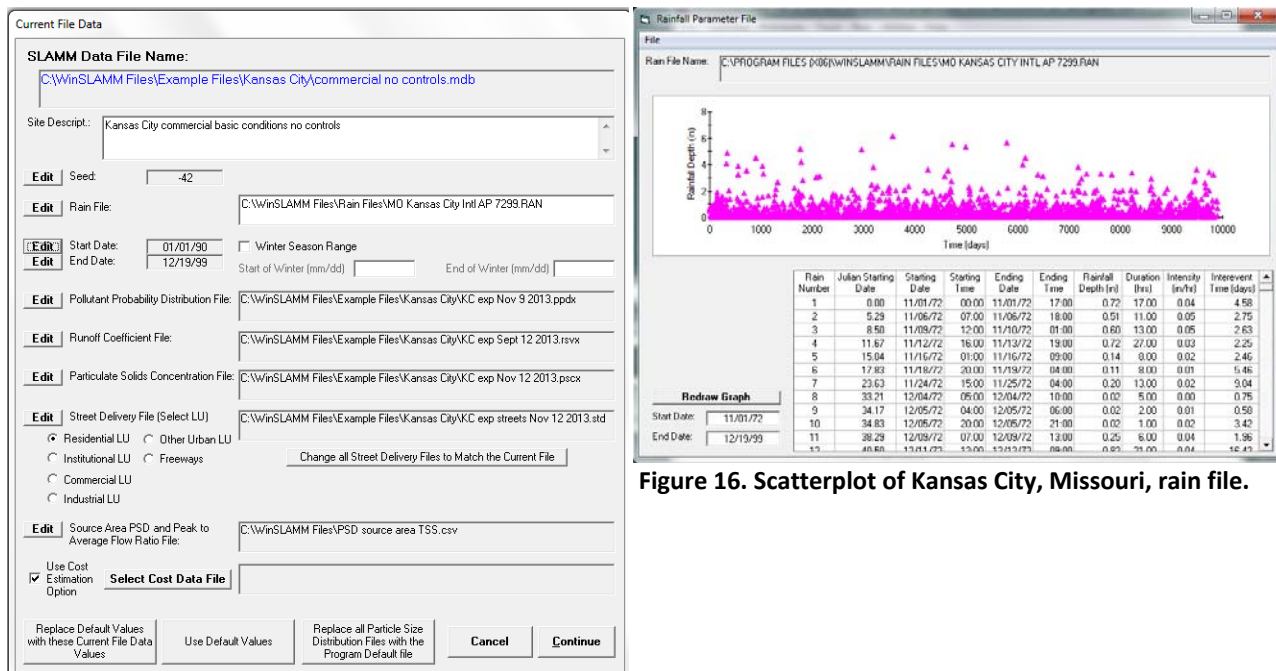 Current File Data
SLAMM Data File Name:
C:\WinSLAMM Files\Example Files\Kansas City\commercial no controls.mdb
Site Descript.: Kansas City commercial basic conditions no controls
Edit Seed: -42
Edit Rain File: C:\WinSLAMM Files\Rain Files\MO Kansas City Intl AP 7299.RAN
Edit Start Date: 01/01/90 Winter Season Range
Edit End Date: 12/19/99 Start of Winter (mm/dd) End of Winter (mm/dd)
Edit Pollutant Probability Distribution File: C:\WinSLAMM Files\Example Files\Kansas City\KC exp Nov 9 2013.ppdx
Edit Runoff Coefficient File: C:\WinSLAMM Files\Example Files\Kansas City\KC exp Sept 12 2013.rsvx
Edit Particulate Solids Concentration File: C:\WinSLAMM Files\Example Files\Kansas City\KC exp Nov 12 2013.pscx
Edit Street Delivery File (Select LU) C:\WinSLAMM Files\Example Files\Kansas City\KC exp streets Nov 12 2013.std
Residential LU Other Urban LU
Institutional LU Freeways
Change all Street Delivery Files to Match the Current File
Commercial LU
Industrial LU
Edit Source Area PSD and Peak to
Average Flow Ratio File: C:\WinSLAMM Files\PSD source area TSS.csv
Use Cost
Estimation
Option
Select Cost Data File
Replace Default Values
with these Current File Data
Values
Use Default Values
Replace all Particle Size
Distribution Files with the
Program Default file
Cancel
Continue
Rainfall Parameter File
File
Rain File Name: C:\PROGRAM FILES (X86)\WINSLAMM\RAIN FILES\MO KANSAS CITY INTL AP 7299.RAN
Rainfall Depth (in)
8
6
4
2
0
0 1000 2000 3000 4000 5000 6000 7000 8000 9000 10000
Time (days)
Rain Number Julian Starting Date Starting Date Starting Time Ending Date Ending Time Rainfall Depth (in) Duration (hrs) Intensity (in/hr) Interevent Time (days)
1 0.00 11/01/72 00:00 11/01/72 17:00 0.72 17.00 0.04 4.58
2 5.29 11/06/72 07:00 11/06/72 18:00 0.51 11.00 0.05 2.75
3 8.50 11/09/72 12:00 11/10/72 01:00 0.60 13.00 0.05 2.63
4 11.67 11/12/72 16:00 11/13/72 19:00 0.72 27.00 0.03 2.25
5 15.04 11/16/72 01:00 11/16/72 09:00 0.14 8.00 0.02 2.46
6 17.83 11/18/72 20:00 11/19/72 04:00 0.11 8.00 0.01 5.46
7 23.63 11/24/72 15:00 11/25/72 04:00 0.20 13.00 0.02 9.04
8 33.21 12/04/72 05:00 12/04/72 10:00 0.02 5.00 0.00 0.75
9 34.17 12/05/72 04:00 12/05/72 06:00 0.02 2.00 0.01 0.58
10 34.83 12/05/72 20:00 12/05/72 21:00 0.02 1.00 0.02 3.42
11 38.29 12/09/72 07:00 12/09/72 13:00 0.25 6.00 0.04 1.96
Redraw Graph
Start Date: 11/01/72
End Date: 12/19/99
Figure 16. Scatterplot of Kansas City, Missouri, rain file.